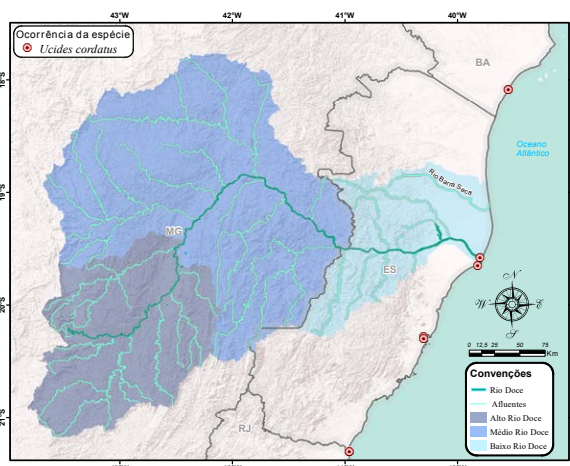 43°W 42°W 41°W 40°W
Ocorrência da espécie
Ucides cordatus
18°S
19°S
20°S
21°S
BA
Oceano
Atlântico
Rio Barra Seca
MG
ES
RJ
N
W E
S
0 12,5 25 50 75
Km
Convenções
Rio Doce
Afluentes
Alto Rio Doce
Médio Rio Doce
Baixo Rio Doce